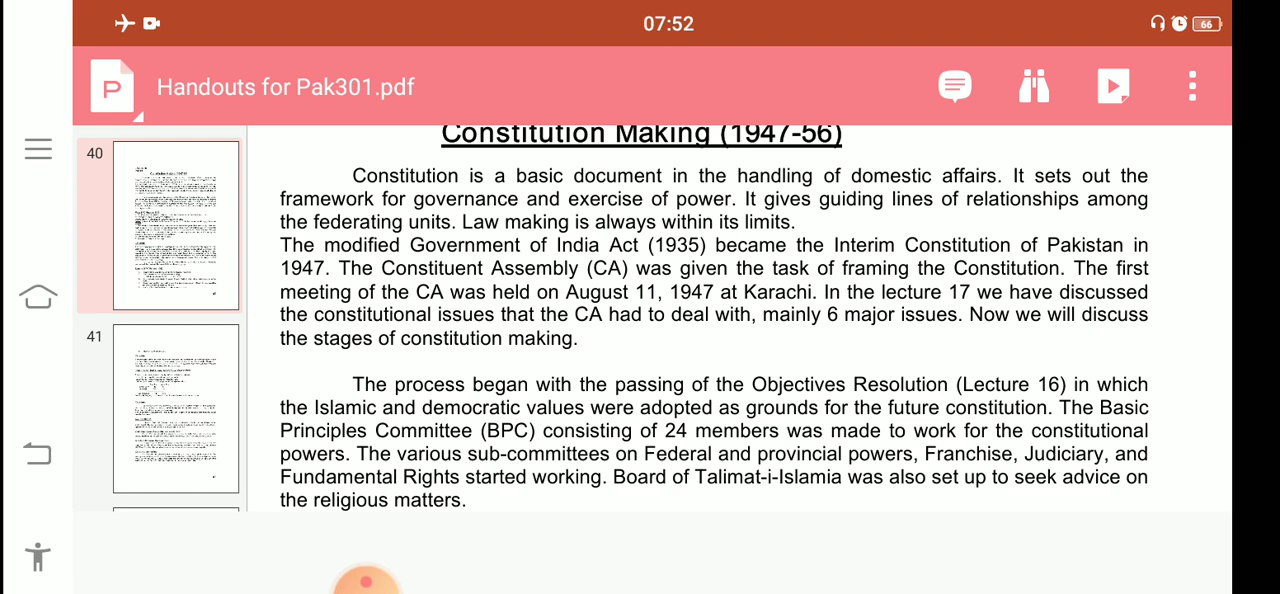 07:52
66
P
Handouts for Pak301.pdf
40
41
Constitution Making (1947-56)
Constitution is a basic document in the handling of domestic affairs. It sets out the
framework for governance and exercise of power. It gives guiding lines of relationships among
the federating units. Law making is always within its limits.
The modified Government of India Act (1935) became the Interim Constitution of Pakistan in
1947. The Constituent Assembly (CA) was given the task of framing the Constitution. The first
meeting of the CA was held on August 11, 1947 at Karachi. In the lecture 17 we have discussed
the constitutional issues that the CA had to deal with, mainly 6 major issues. Now we will discuss
the stages of constitution making.
The process began with the passing of the Objectives Resolution (Lecture 16) in which
the Islamic and democratic values were adopted as grounds for the future constitution. The Basic
Principles Committee (BPC) consisting of 24 members was made to work for the constitutional
powers. The various sub-committees on Federal and provincial powers, Franchise, Judiciary, and
Fundamental Rights started working. Board of Talimat-i-Islamia was also set up to seek advice on
the religious matters.